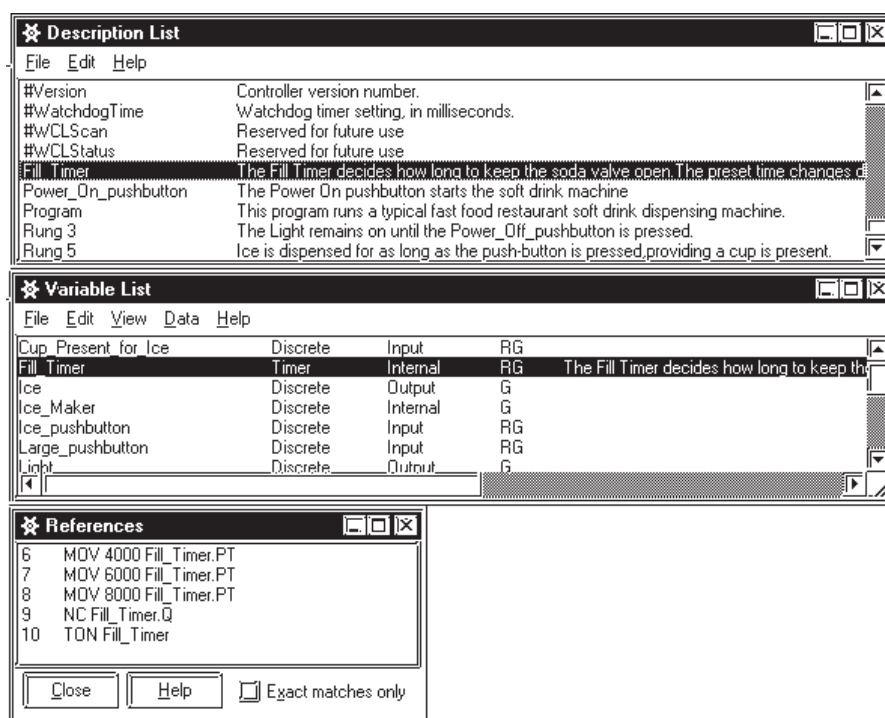 Description List
File Edit Help
#Version Controller version number.
#WatchdogTime Watchdog timer setting, in milliseconds.
#WCLScan Reserved for future use
#WCLStatus Reserved for future use
Fill_Timer The Fill Timer decides how long to keep the soda valve open.The preset time changes d
Power_On_pushbutton The Power On pushbutton starts the soft drink machine
Program This program runs a typical fast food restaurant soft drink dispensing machine.
Rung 3 The Light remains on until the Power_Off_pushbutton is pressed.
Rung 5 Ice is dispensed for as long as the push-button is pressed,providing a cup is present.
Variable List
File Edit View Data Help
Cup_Present_for_Ice Discrete Input RG
Fill_Timer Timer Internal RG The Fill Timer decides how long to keep the
Ice Discrete Output G
Ice_Maker Discrete Internal G
Ice_pushbutton Discrete Input RG
Large_pushbutton Discrete Input RG
Light Discrete Output G
References
6 MOV 4000 Fill_Timer.PT
7 MOV 6000 Fill_Timer.PT
8 MOV 8000 Fill_Timer.PT
9 NC Fill_Timer.Q
10 TON Fill_Timer
Close Help Exact matches only